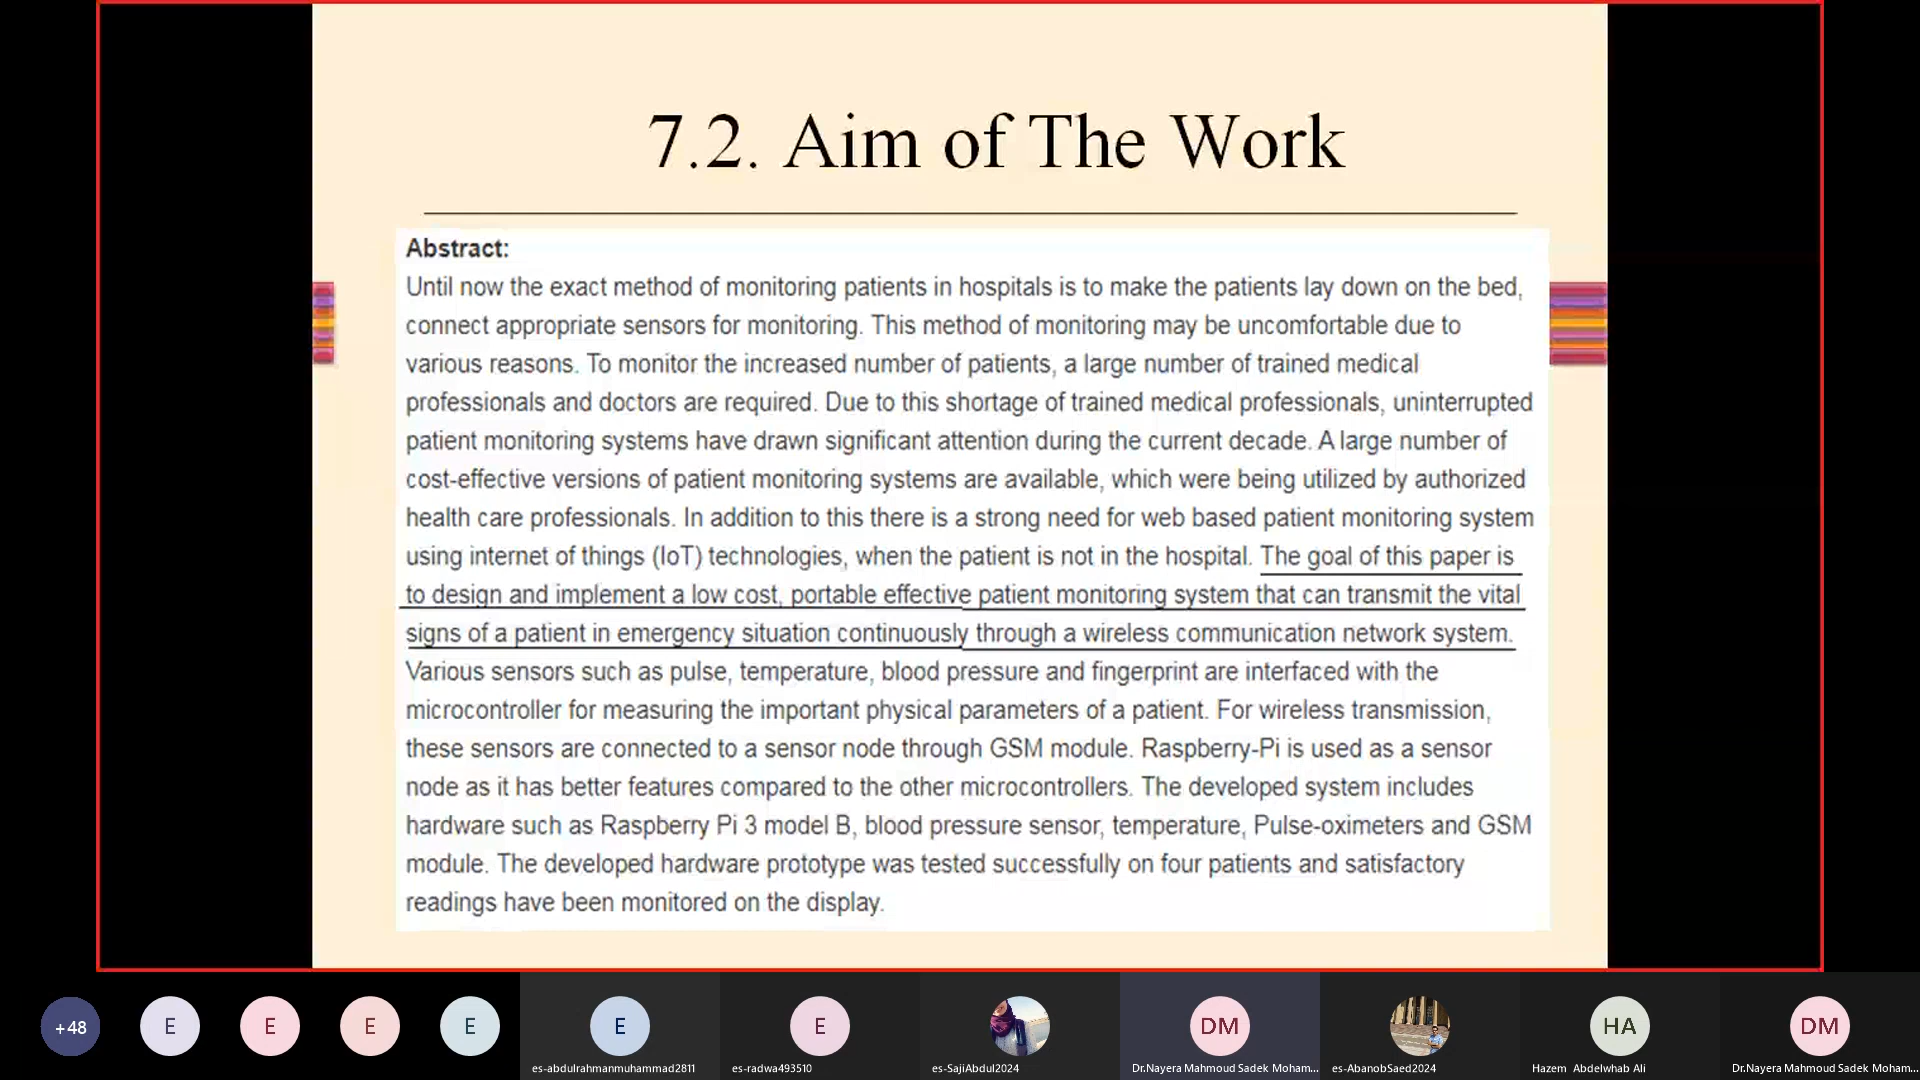 7.2. Aim of The Work
Abstract:
Until now the exact method of monitoring patients in hospitals is to make the patients lay down on the bed,
connect appropriate sensors for monitoring. This method of monitoring may be uncomfortable due to
various reasons. To monitor the increased number of patients, a large number of trained medical
professionals and doctors are required. Due to this shortage of trained medical professionals, uninterrupted
patient monitoring systems have drawn significant attention during the current decade. A large number of
cost-effective versions of patient monitoring systems are available, which were being utilized by authorized
health care professionals. In addition to this there is a strong need for web based patient monitoring system
using internet of things (IoT) technologies, when the patient is not in the hospital. The goal of this paper is
to design and implement a low cost, portable effective patient monitoring system that can transmit the vital
signs of a patient in emergency situation continuously through a wireless communication network system.
Various sensors such as pulse, temperature, blood pressure and fingerprint are interfaced with the
microcontroller for measuring the important physical parameters of a patient. For wireless transmission,
these sensors are connected to a sensor node through GSM module. Raspberry-Pi is used as a sensor
node as it has better features compared to the other microcontrollers. The developed system includes
hardware such as Raspberry Pi 3 model B, blood pressure sensor, temperature, Pulse-oximeters and GSM
module. The developed hardware prototype was tested successfully on four patients and satisfactory
readings have been monitored on the display.
+48 E E E E E E DM HA DM
es-abdulrahmanmuhammad2811 es-radwa493510 es-SajiAbdul2024 Dr.Nayera Mahmoud Sadek Moham... es-AbanobSaed2024 Hazem Abdelwhab Ali Dr.Nayera Mahmoud Sadek Moham...